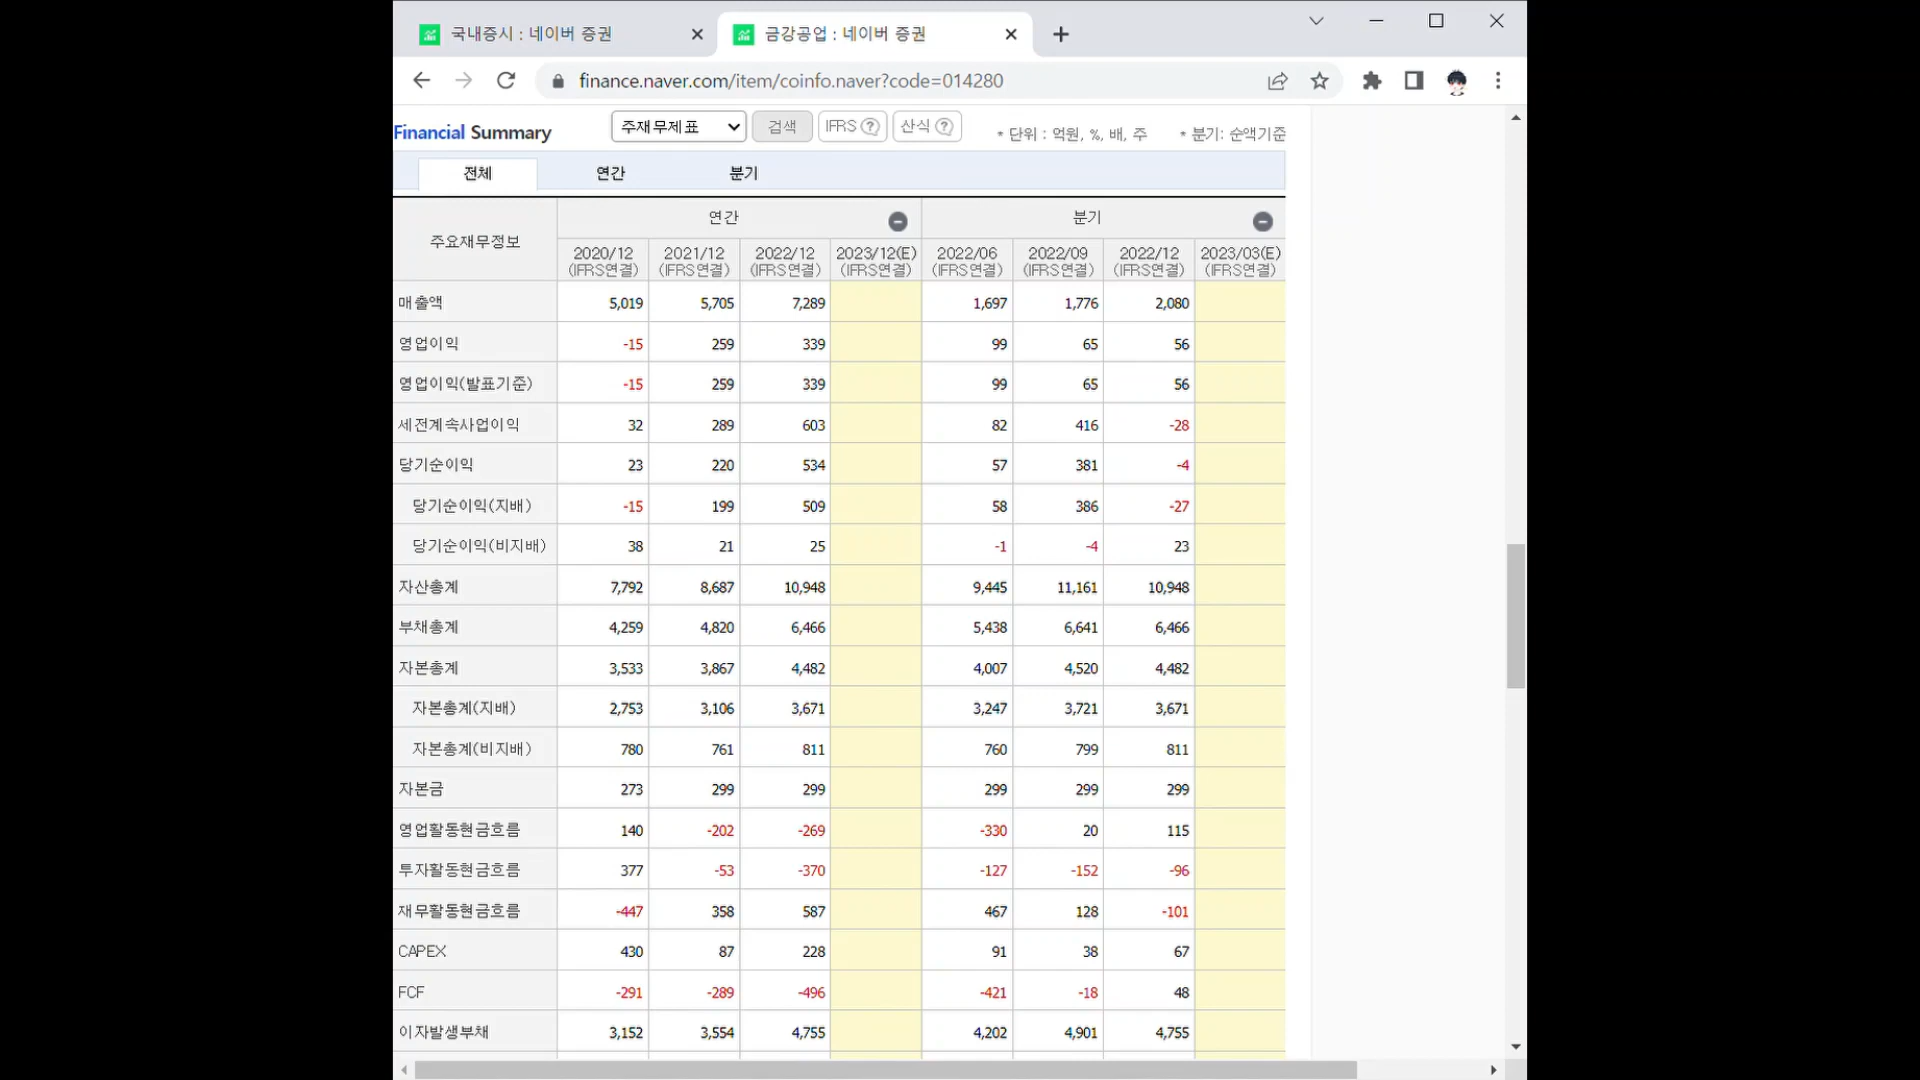 국내증시 : 네이버 증권
금강공업 : 네이버 증권
finance.naver.com/item/coinfo.naver?code=014280
Financial Summary
주재무제표
검색
IFRS ?
산식 ?
* 단위 : 억원, %, 배, 주
* 분기: 순액기준
전체 연간 분기
주요재무정보 연간 분기
2020/12 2021/12 2022/12 2023/12(E) 2022/06 2022/09 2022/12 2023/03(E)
(IFRS연결) (IFRS연결) (IFRS연결) (IFRS연결) (IFRS연결) (IFRS연결) (IFRS연결) (IFRS연결)
매출액 5,019 5,705 7,289 1,697 1,776 2,080
영업이익 -15 259 339 99 65 56
영업이익(발표기준) -15 259 339 99 65 56
세전계속사업이익 32 289 603 82 416 -28
당기순이익 23 220 534 57 381 -4
당기순이익(지배) -15 199 509 58 386 -27
당기순이익(비지배) 38 21 25 -1 -4 23
자산총계 7,792 8,687 10,948 9,445 11,161 10,948
부채총계 4,259 4,820 6,466 5,438 6,641 6,466
자본총계 3,533 3,867 4,482 4,007 4,520 4,482
자본총계(지배) 2,753 3,106 3,671 3,247 3,721 3,671
자본총계(비지배) 780 761 811 760 799 811
자본금 273 299 299 299 299 299
영업활동현금흐름 140 -202 -269 -330 20 115
투자활동현금흐름 377 -53 -370 -127 -152 -96
재무활동현금흐름 -447 358 587 467 128 -101
CAPEX 430 87 228 91 38 67
FCF -291 -289 -496 -421 -18 48
이자발생부채 3,152 3,554 4,755 4,202 4,901 4,755